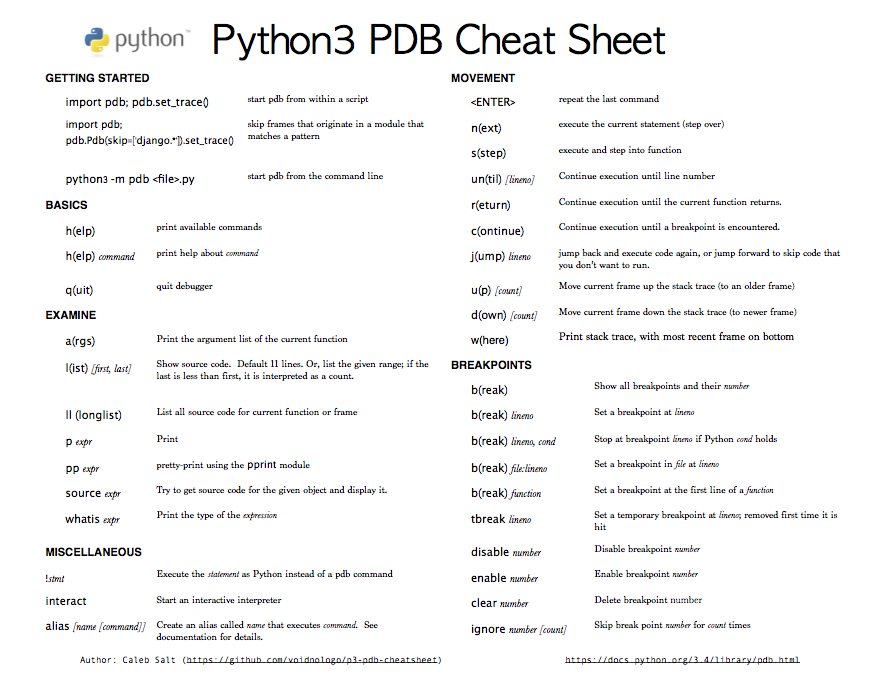 python™ Python3 PDB Cheat Sheet
GETTING STARTED
import pdb; pdb.set_trace() start pdb from within a script
import pdb; skip frames that originate in a module that
pdb.Pdb(skip=['django.*']).set_trace() matches a pattern
python3 -m pdb <file>.py start pdb from the command line
BASICS
h(elp) print available commands
h(elp) command print help about command
q(uit) quit debugger
EXAMINE
a(rgs) Print the argument list of the current function
l(ist) [first, last] Show source code. Default 11 lines. Or, list the given range; if the
last is less than first, it is interpreted as a count.
ll (longlist) List all source code for current function or frame
p expr Print
pp expr pretty-print using the pprint module
source expr Try to get source code for the given object and display it.
whatis expr Print the type of the expression
MISCELLANEOUS
!stmt Execute the statement as Python instead of a pdb command
interact Start an interactive interpreter
alias [name [command]] Create an alias called name that executes command. See
documentation for details.
MOVEMENT
<ENTER> repeat the last command
n(ext) execute the current statement (step over)
s(step) execute and step into function
un(til) [lineno] Continue execution until line number
r(eturn) Continue execution until the current function returns.
c(ontinue) Continue execution until a breakpoint is encountered.
j(ump) lineno jump back and execute code again, or jump forward to skip code that
you don't want to run.
u(p) [count] Move current frame up the stack trace (to an older frame)
d(own) [count] Move current frame down the stack trace (to newer frame)
w(here) Print stack trace, with most recent frame on bottom
BREAKPOINTS
b(reak) Show all breakpoints and their number
b(reak) lineno Set a breakpoint at lineno
b(reak) lineno, cond Stop at breakpoint lineno if Python cond holds
b(reak) file:lineno Set a breakpoint in file at lineno
b(reak) function Set a breakpoint at the first line of a function
tbreak lineno Set a temporary breakpoint at lineno; removed first time it is
hit
disable number Disable breakpoint number
enable number Enable breakpoint number
clear number Delete breakpoint number
ignore number [count] Skip break point number for count times
Author: Caleb Salt (https://github.com/voidnologo/p3-pdb-cheatsheet) https://docs.python.org/3.4/library/pdb.html